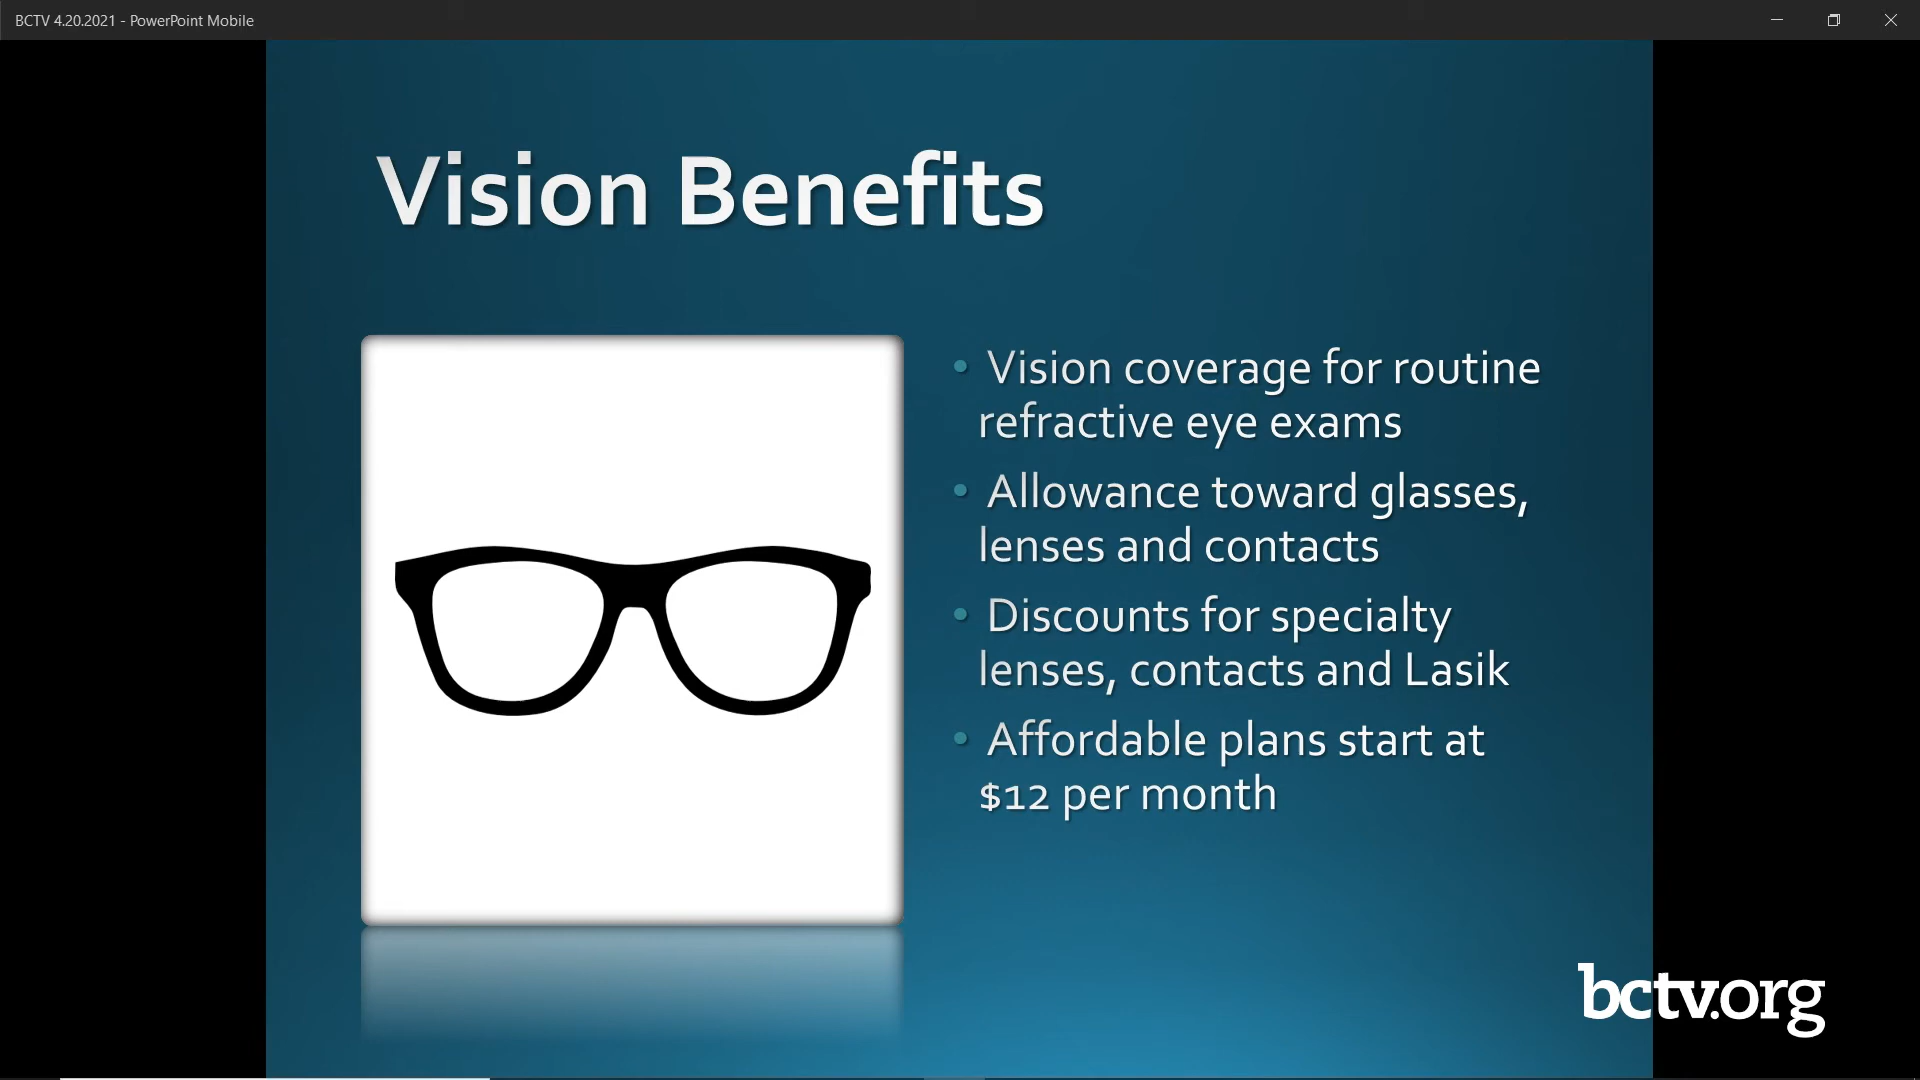 BCTV 4.20.2021 - PowerPoint Mobile
Vision Benefits
• Vision coverage for routine
refractive eye exams
• Allowance toward glasses,
lenses and contacts
• Discounts for specialty
lenses, contacts and Lasik
• Affordable plans start at
$12 per month
bctv.org